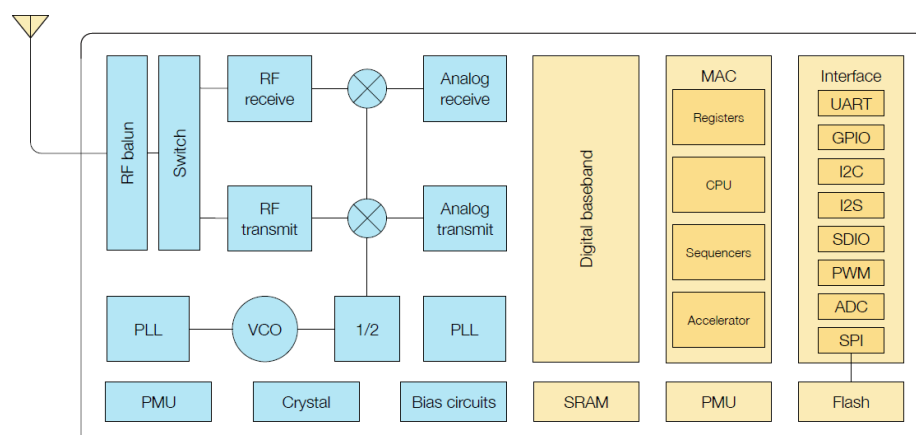 RF balun
Switch
RF
receive
Analog
receive
RF
transmit
Analog
transmit
PLL
VCO
1/2
PLL
PMU
Crystal
Bias circuits
Digital baseband
SRAM
MAC
Registers
CPU
Sequencers
Accelerator
PMU
Interface
UART
GPIO
I2C
I2S
SDIO
PWM
ADC
SPI
Flash